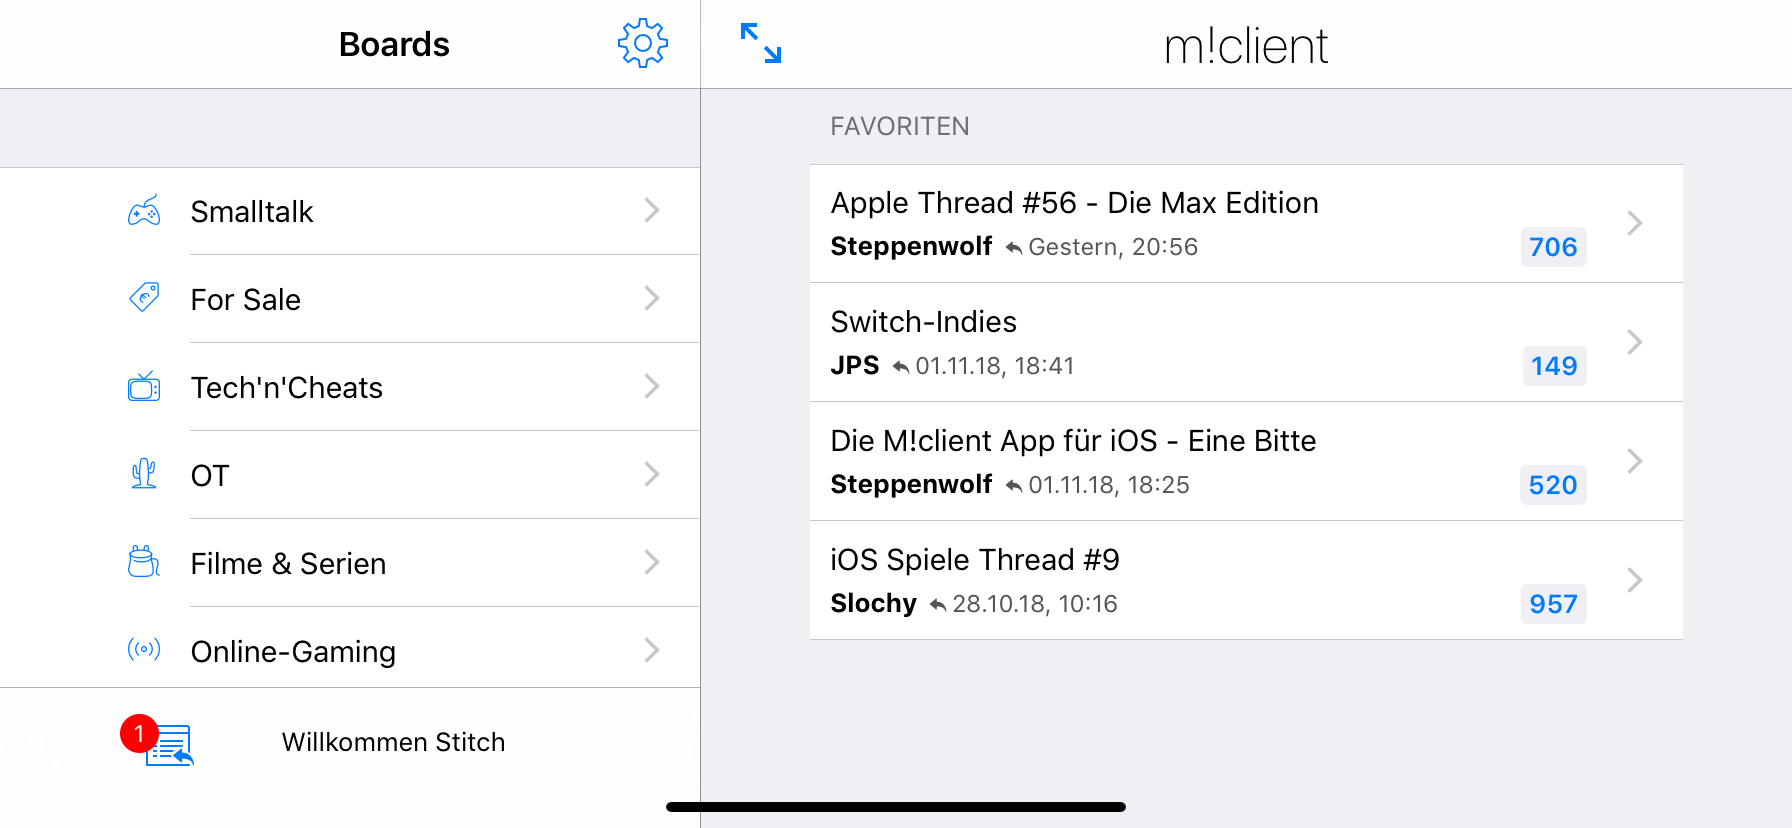 Boards
Smalltalk
For Sale
Tech'n'Cheats
OT
Filme & Serien
Online-Gaming
1
Willkommen Stitch
m!client
FAVORITEN
Apple Thread #56 - Die Max Edition
Steppenwolf Gestern, 20:56
706
Switch-Indies
JPS 01.11.18, 18:41
149
Die M!client App für iOS - Eine Bitte
Steppenwolf 01.11.18, 18:25
520
iOS Spiele Thread #9
Slochy 28.10.18, 10:16
957